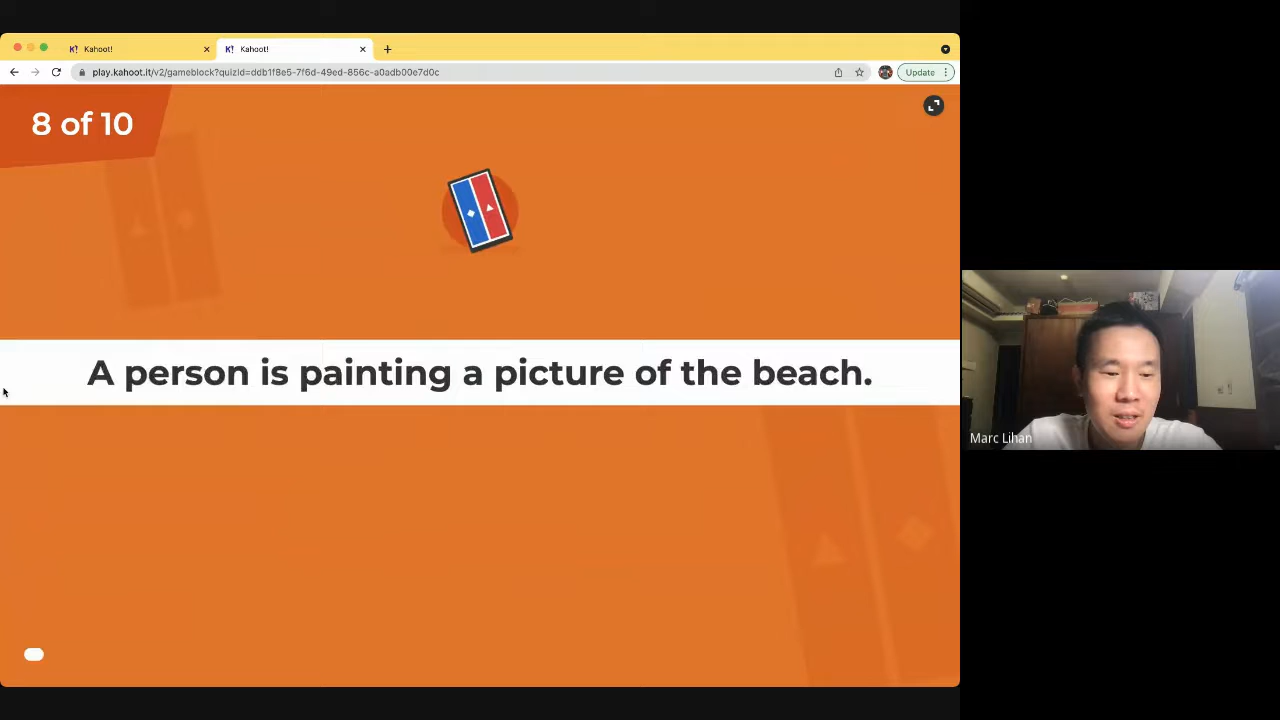 Kahoot!
Kahoot!
play.kahoot.it/v2/gameblock?quizId=ddb1f8e5-7f6d-49ed-856c-a0adb00e7d0c
Update
8 of 10
A person is painting a picture of the beach.
Marc Lihan